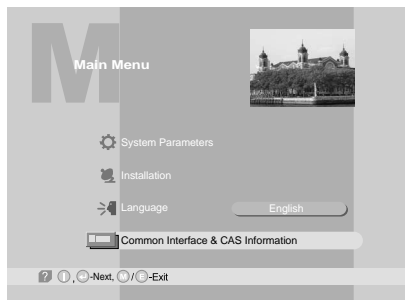 M
Main Menu
System Parameters
Installation
Language English
Common Interface & CAS Information
? i , -Next, M / E -Exit